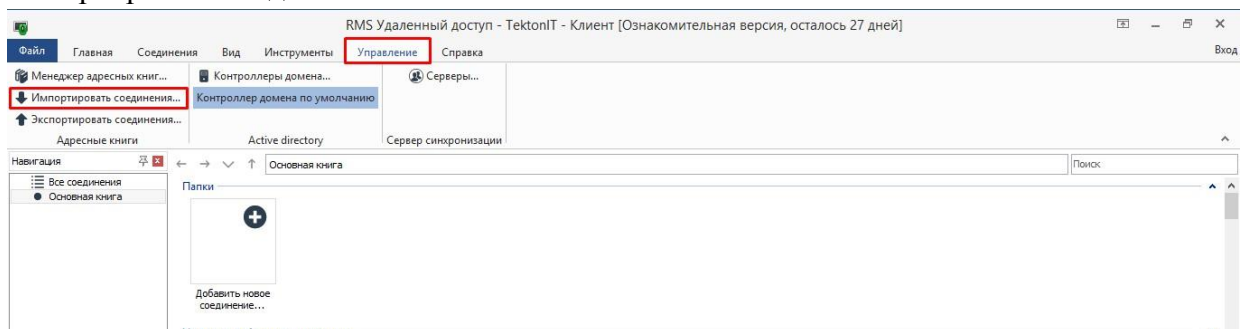 RMS Удаленный доступ - TektonIT - Клиент [Ознакомительная версия, осталось 27 дней]
Файл Главная Соединения Вид Инструменты Управление Справка Вход
Менеджер адресных книг... Контроллеры домена... Серверы...
Импортировать соединения... Контроллер домена по умолчанию
Экспортировать соединения...
Адресные книги Active directory Сервер синхронизации
Навигация Основная книга Поиск
Все соединения
Основная книга
Папки
Добавить новое
соединение...